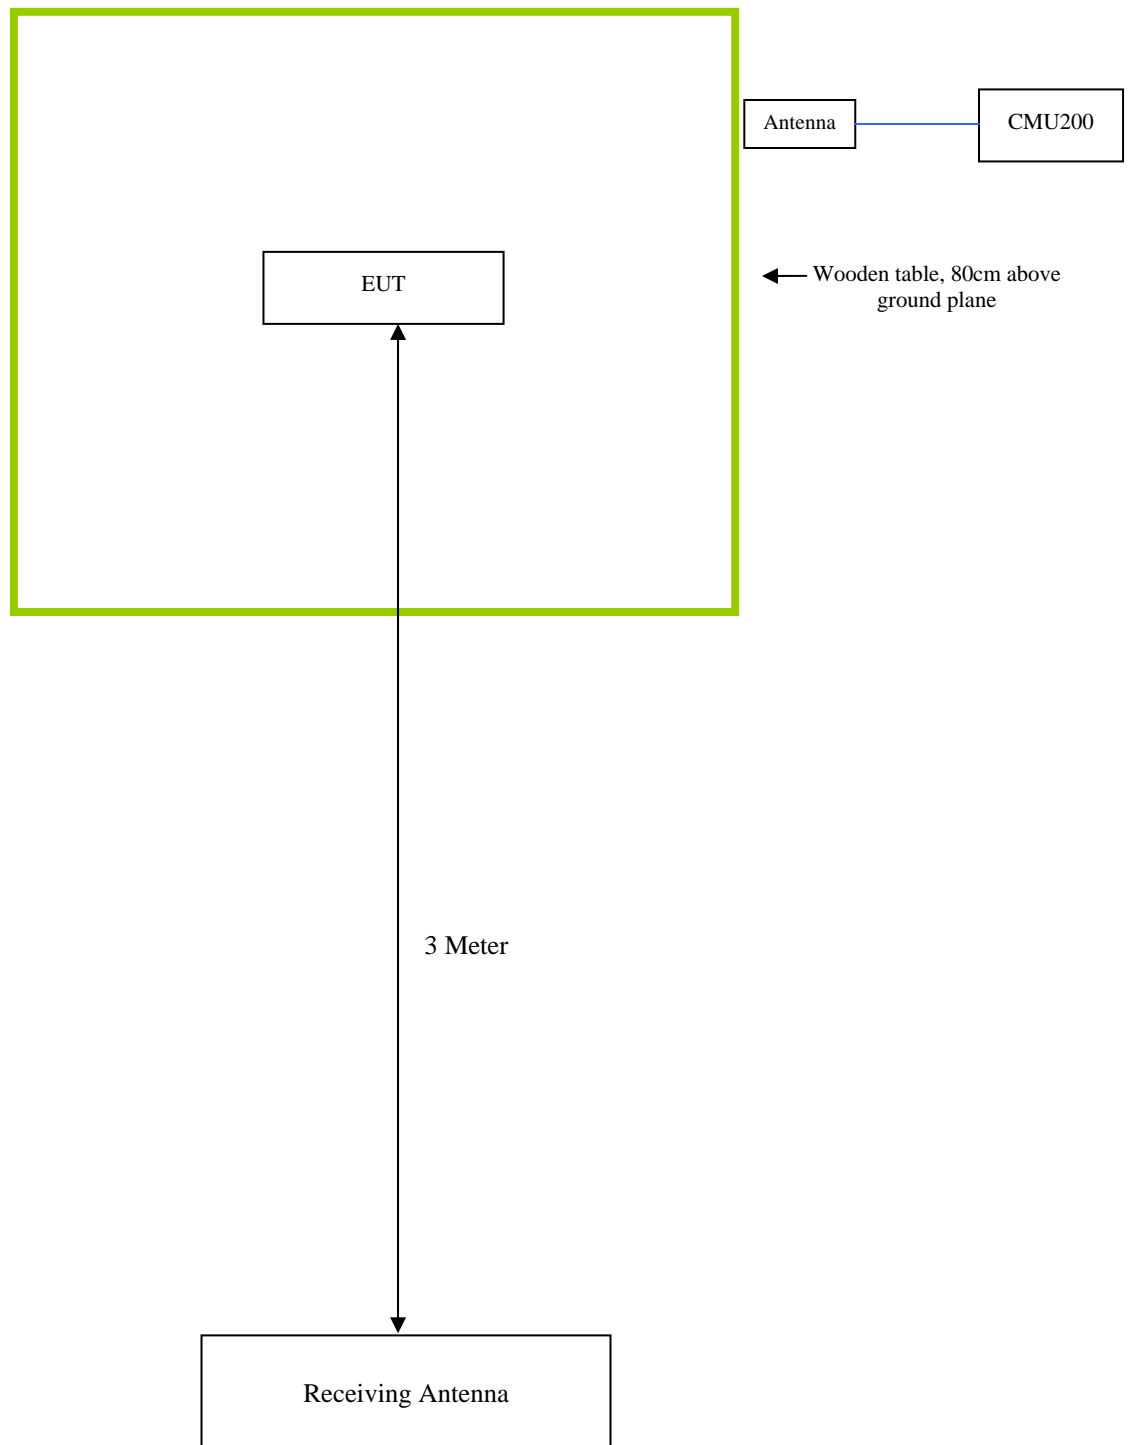 Antenna
CMU200
EUT
Wooden table, 80cm above
ground plane
3 Meter
Receiving Antenna